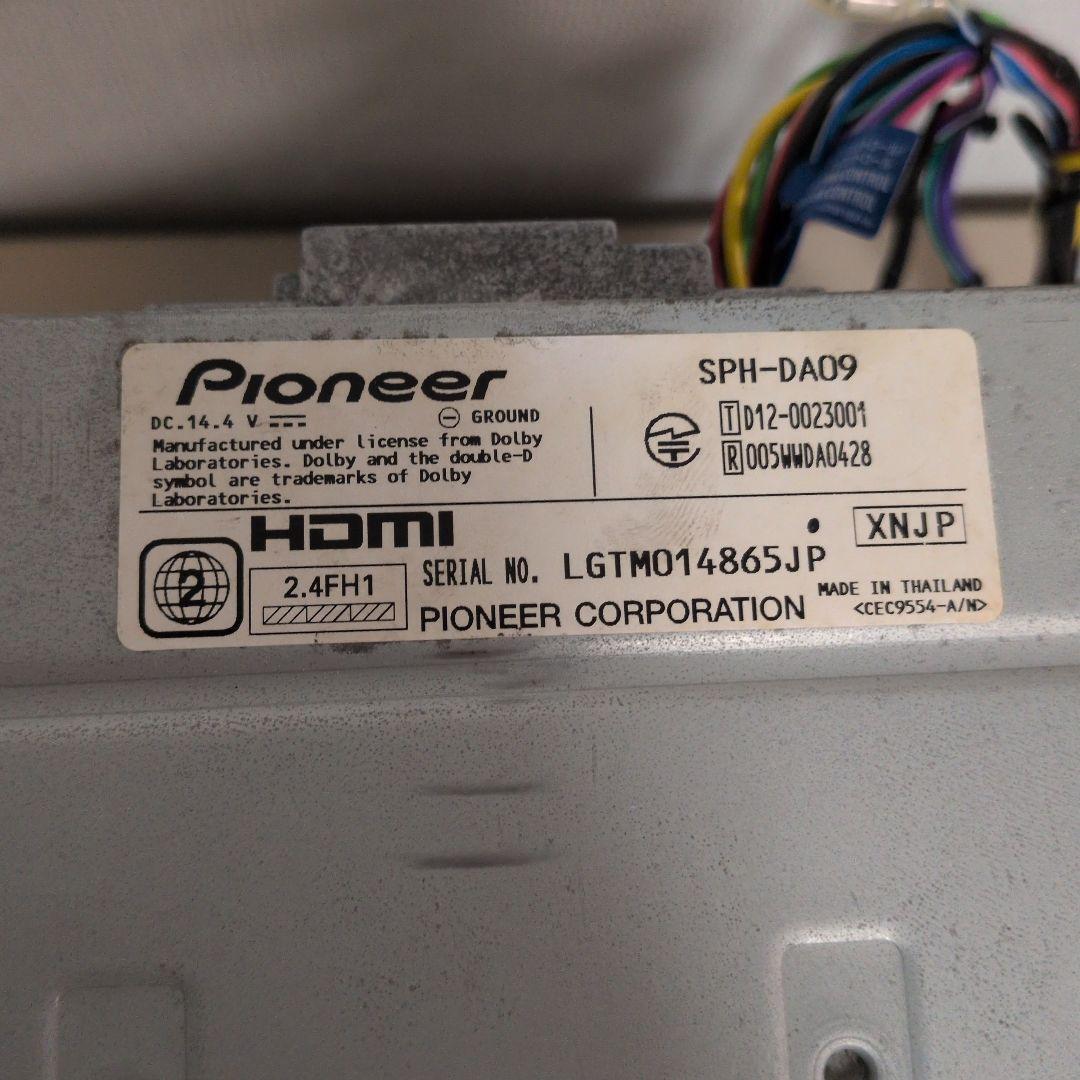 Pioneer
SPH-DA09
DC.14.4 V
GROUND
Manufactured under license from Dolby
Laboratories. Dolby and the double-D
symbol are trademarks of Dolby
Laboratories.
T D12-0023001
R 005WWDA0428
HDMI
XNJP
2
2.4FH1
SERIAL NO. LGTM014865JP
PIONEER CORPORATION
MADE IN THAILAND
<CEC9554-A/N>
CONTROL